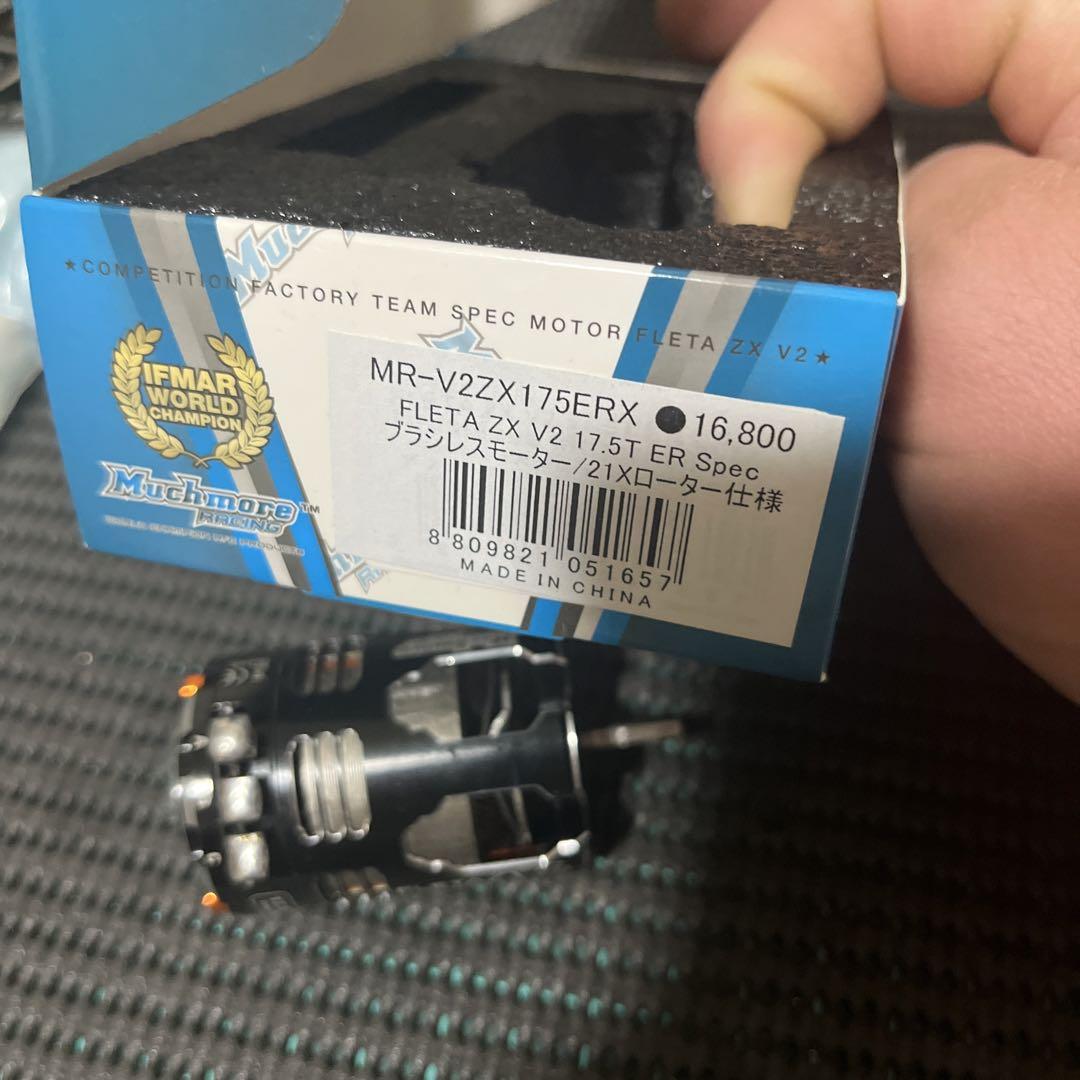 ★COMPETITION FACTORY TEAM SPEC MOTOR FLETA ZX V2★
IFMAR
WORLD
CHAMPION
Muchmore™
RACING
MR-V2ZX175ERX ●16,800
FLETA ZX V2 17.5T ER Spec
ブラシレスモーター/21Xローター仕様
8 809821 051657
MADE IN CHINA